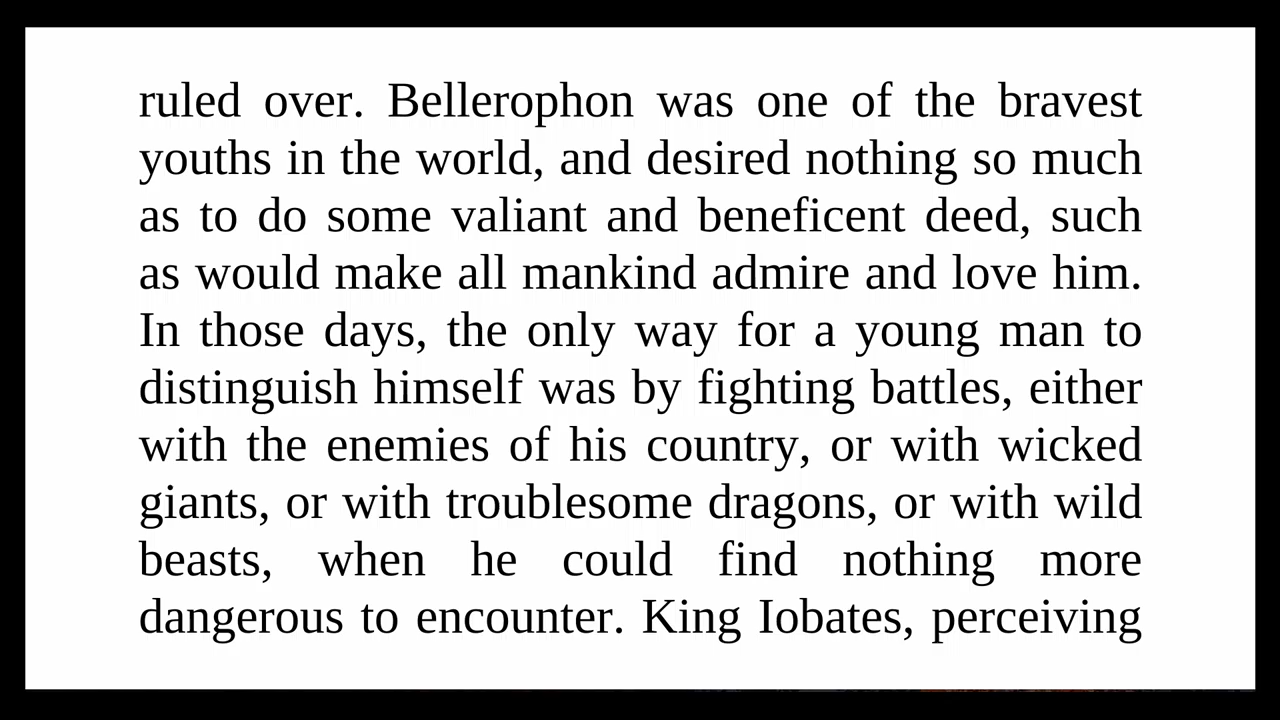 ruled over. Bellerophon was one of the bravest
youths in the world, and desired nothing so much
as to do some valiant and beneficent deed, such
as would make all mankind admire and love him.
In those days, the only way for a young man to
distinguish himself was by fighting battles, either
with the enemies of his country, or with wicked
giants, or with troublesome dragons, or with wild
beasts, when he could find nothing more
dangerous to encounter. King Iobates, perceiving